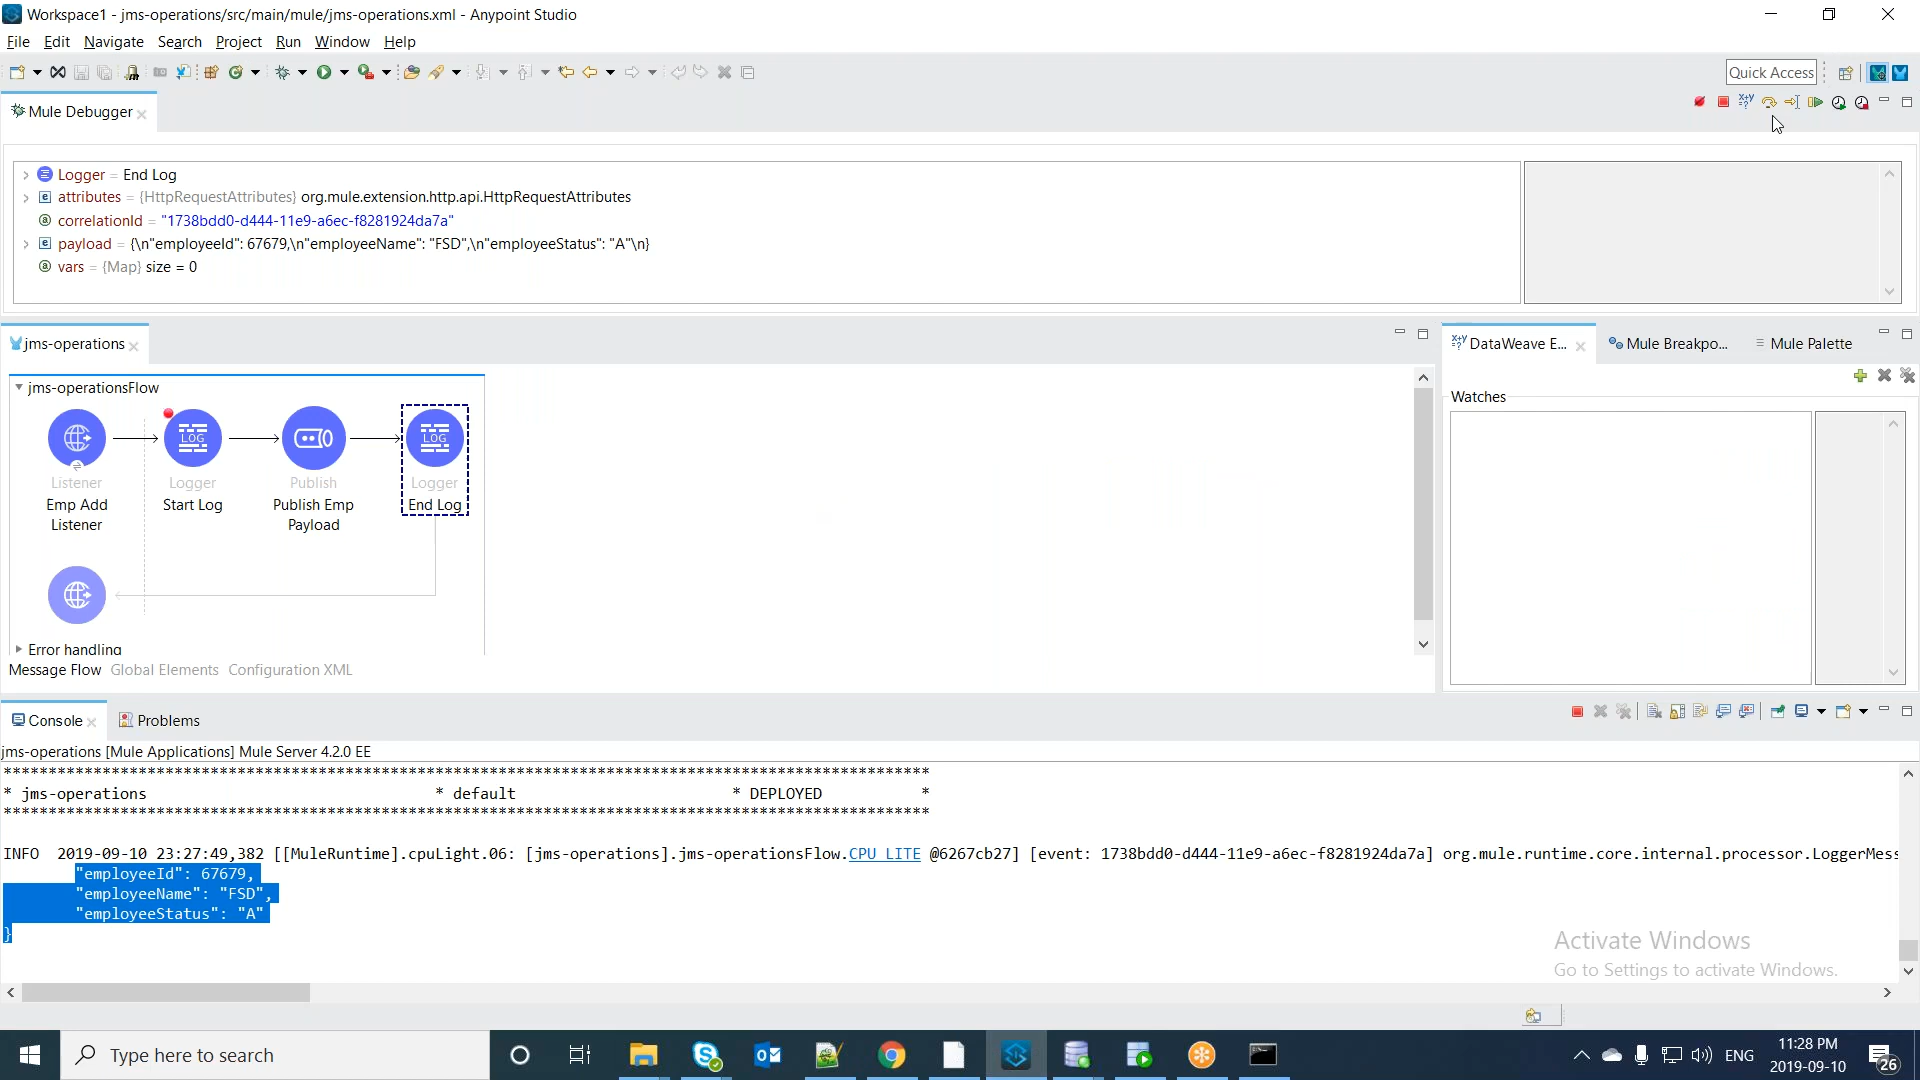 Workspace1 - jms-operations/src/main/mule/jms-operations.xml - Anypoint Studio
File Edit Navigate Search Project Run Window Help
Quick Access
Mule Debugger
Logger = End Log
attributes = {HttpRequestAttributes} org.mule.extension.http.api.HttpRequestAttributes
correlationId = "1738bdd0-d444-11e9-a6ec-f8281924da7a"
payload = {\n"employeeId": 67679,\n"employeeName": "FSD",\n"employeeStatus": "A"\n}
vars = {Map} size = 0
jms-operations
DataWeave E... Mule Breakpo... Mule Palette
jms-operationsFlow
Watches
LOG LOG
Listener Logger Publish Logger
Emp Add Start Log Publish Emp End Log
Listener Payload
Error handling
Message Flow Global Elements Configuration XML
Console Problems
jms-operations [Mule Applications] Mule Server 4.2.0 EE
*******************************************************************************************************
* jms-operations * default * DEPLOYED *
*******************************************************************************************************
INFO 2019-09-10 23:27:49,382 [[MuleRuntime].cpuLight.06: [jms-operations].jms-operationsFlow.CPU_LITE @6267cb27] [event: 1738bdd0-d444-11e9-a6ec-f8281924da7a] org.mule.runtime.core.internal.processor.LoggerMess
"employeeId": 67679,
"employeeName": "FSD",
"employeeStatus": "A"
}
Activate Windows
Go to Settings to activate Windows.
Type here to search
ENG
11:28 PM
2019-09-10
26